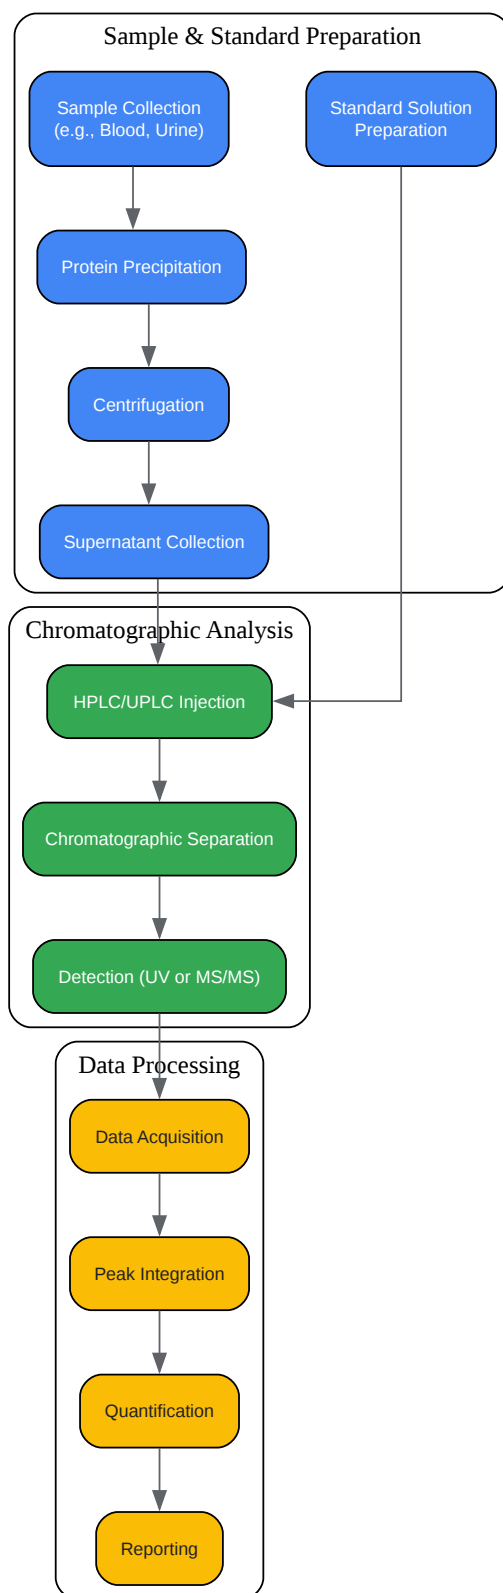 Sample & Standard Preparation
Sample Collection
(e.g., Blood, Urine)
Standard Solution
Preparation
Protein Precipitation
Centrifugation
Supernatant Collection
Chromatographic Analysis
HPLC/UPLC Injection
Chromatographic Separation
Detection (UV or MS/MS)
Data Processing
Data Acquisition
Peak Integration
Quantification
Reporting